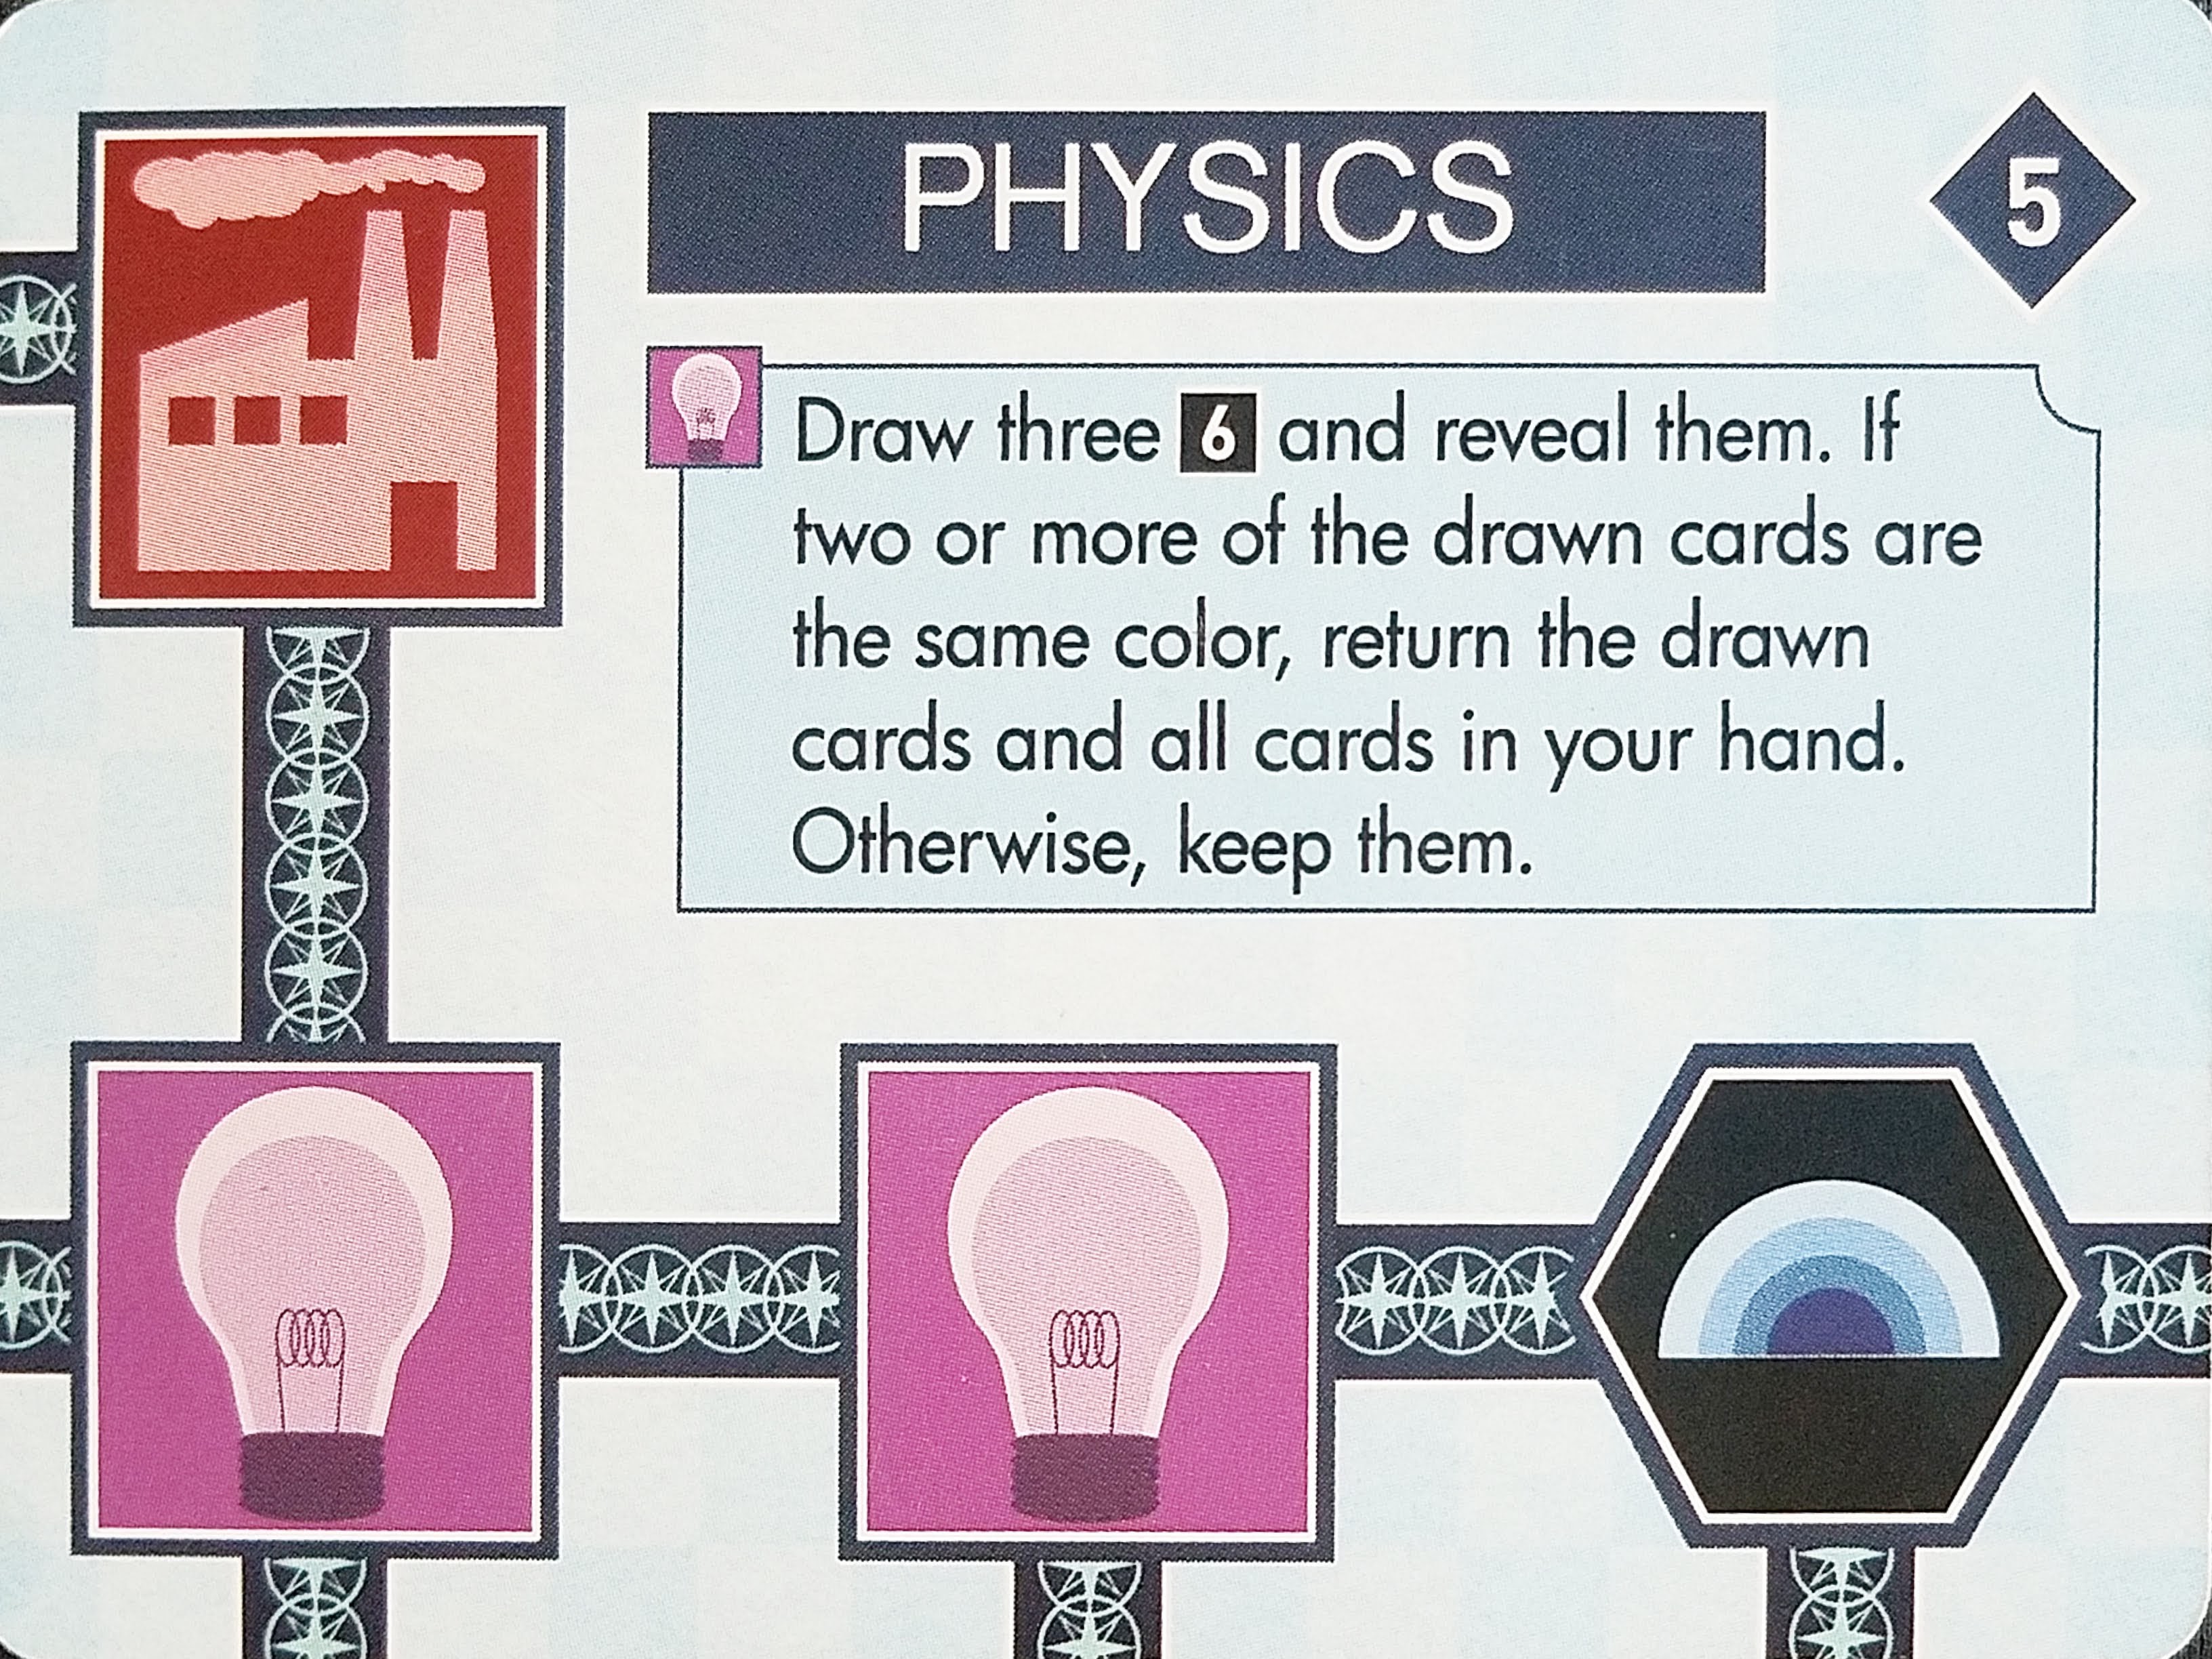 PHYSICS
5
Draw three 6 and reveal them. If
two or more of the drawn cards are
the same color, return the drawn
cards and all cards in your hand.
Otherwise, keep them.